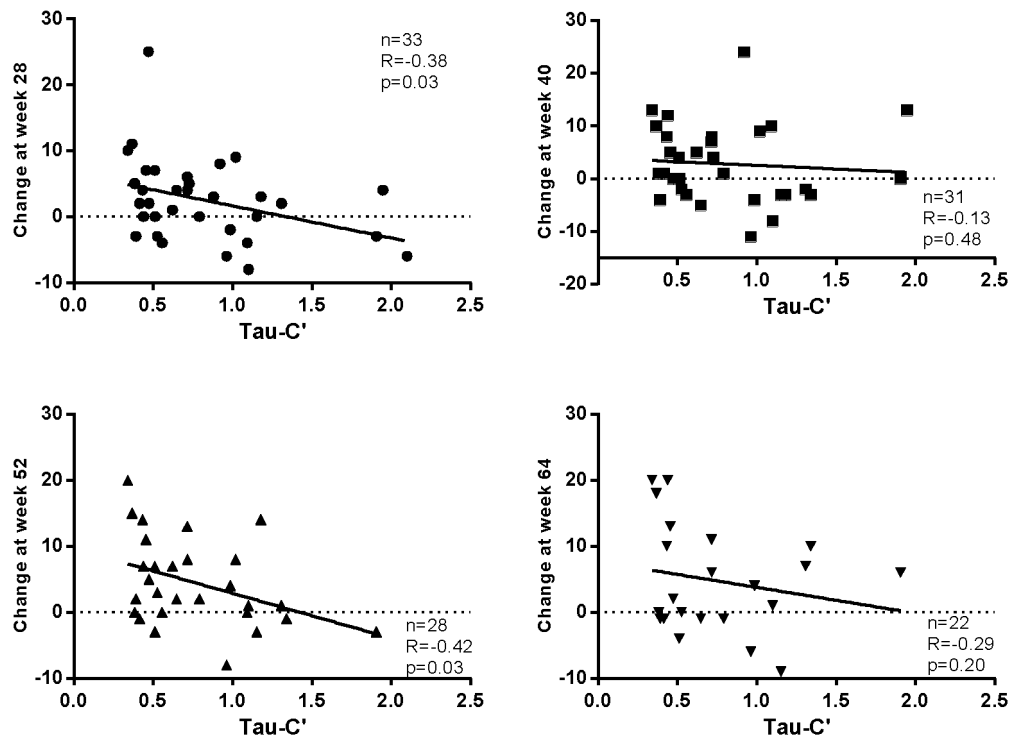 30
20
10
0
-10
Change at week 28
n=33
R=-0.38
p=0.03
0.0 0.5 1.0 1.5 2.0 2.5
Tau-C'
30
20
10
0
-10
-20
Change at week 40
n=31
R=-0.13
p=0.48
0.0 0.5 1.0 1.5 2.0 2.5
Tau-C'
30
20
10
0
-10
Change at week 52
n=28
R=-0.42
p=0.03
0.0 0.5 1.0 1.5 2.0 2.5
Tau-C'
30
20
10
0
-10
Change at week 64
n=22
R=-0.29
p=0.20
0.0 0.5 1.0 1.5 2.0 2.5
Tau-C'